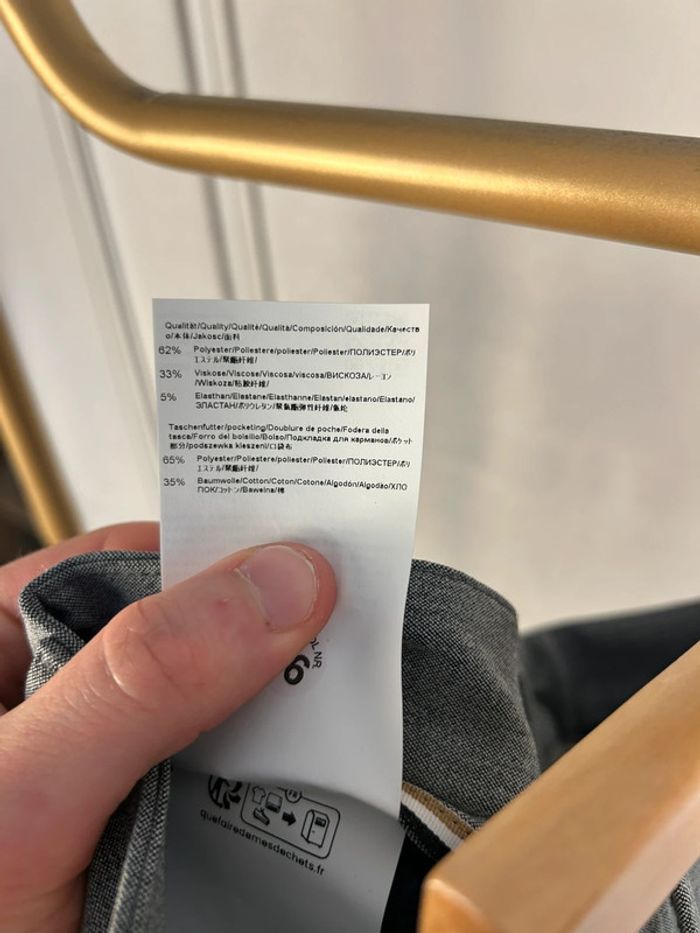 Qualität/Quality/Qualité/Qualità/Composición/Qualidade/Качеств
о/本体/Jakosc/面料
62% Polyester/Poliestere/poliester/Poliester/ПОЛИЭСТЕР/ポリ
エステル/聚酯纤维/
33% Viskose/Viscose/Viscosa/viscosa/ВИСКОЗА/レーヨン
/Wiskoza/粘胶纤维/
5% Elasthan/Elastane/Elasthanne/Elastan/elastano/Elastano/
ЭЛАСТАН/ポリウレタン/聚氨酯弹性纤维/氨纶
Taschenfutter/pocketing/Doublure de poche/Fodera della
tasca/Forro del bolsillo/Bolso/Подкладка для карманов/ポケット
部分/podszewka kieszeni/口袋布
65% Polyester/Poliestere/poliester/Poliester/ПОЛИЭСТЕР/ポリ
エステル/聚酯纤维/
35% Baumwolle/Cotton/Coton/Cotone/Algodón/Algodão/ХЛО
ПОК/コットン/Bawelna/棉
NR
6
FR
quefairedemesdechets.fr